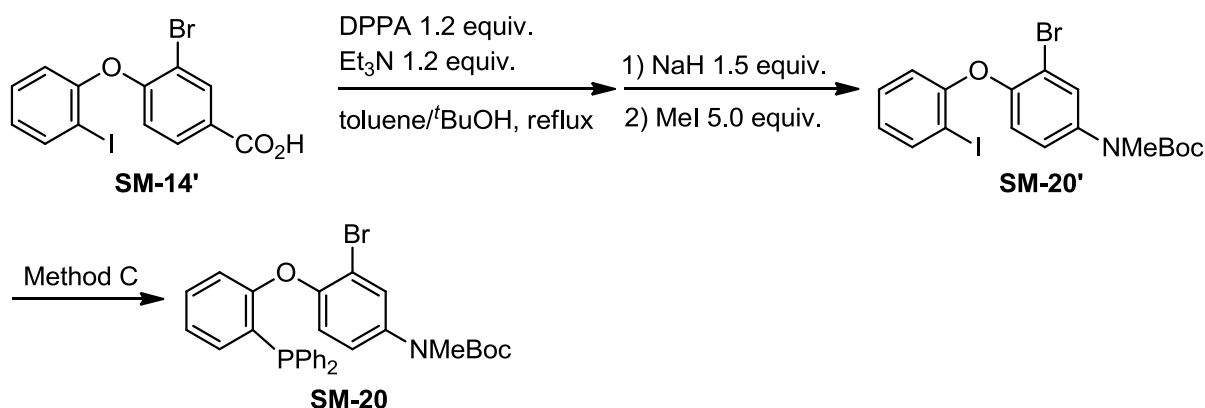 Br
O
I
CO₂H
SM-14'
DPPA 1.2 equiv.
Et₃N 1.2 equiv.
toluene/ᵗBuOH, reflux
1) NaH 1.5 equiv.
2) MeI 5.0 equiv.
Br
O
I
NMeBoc
SM-20'
Method C
Br
O
PPh₂
NMeBoc
SM-20